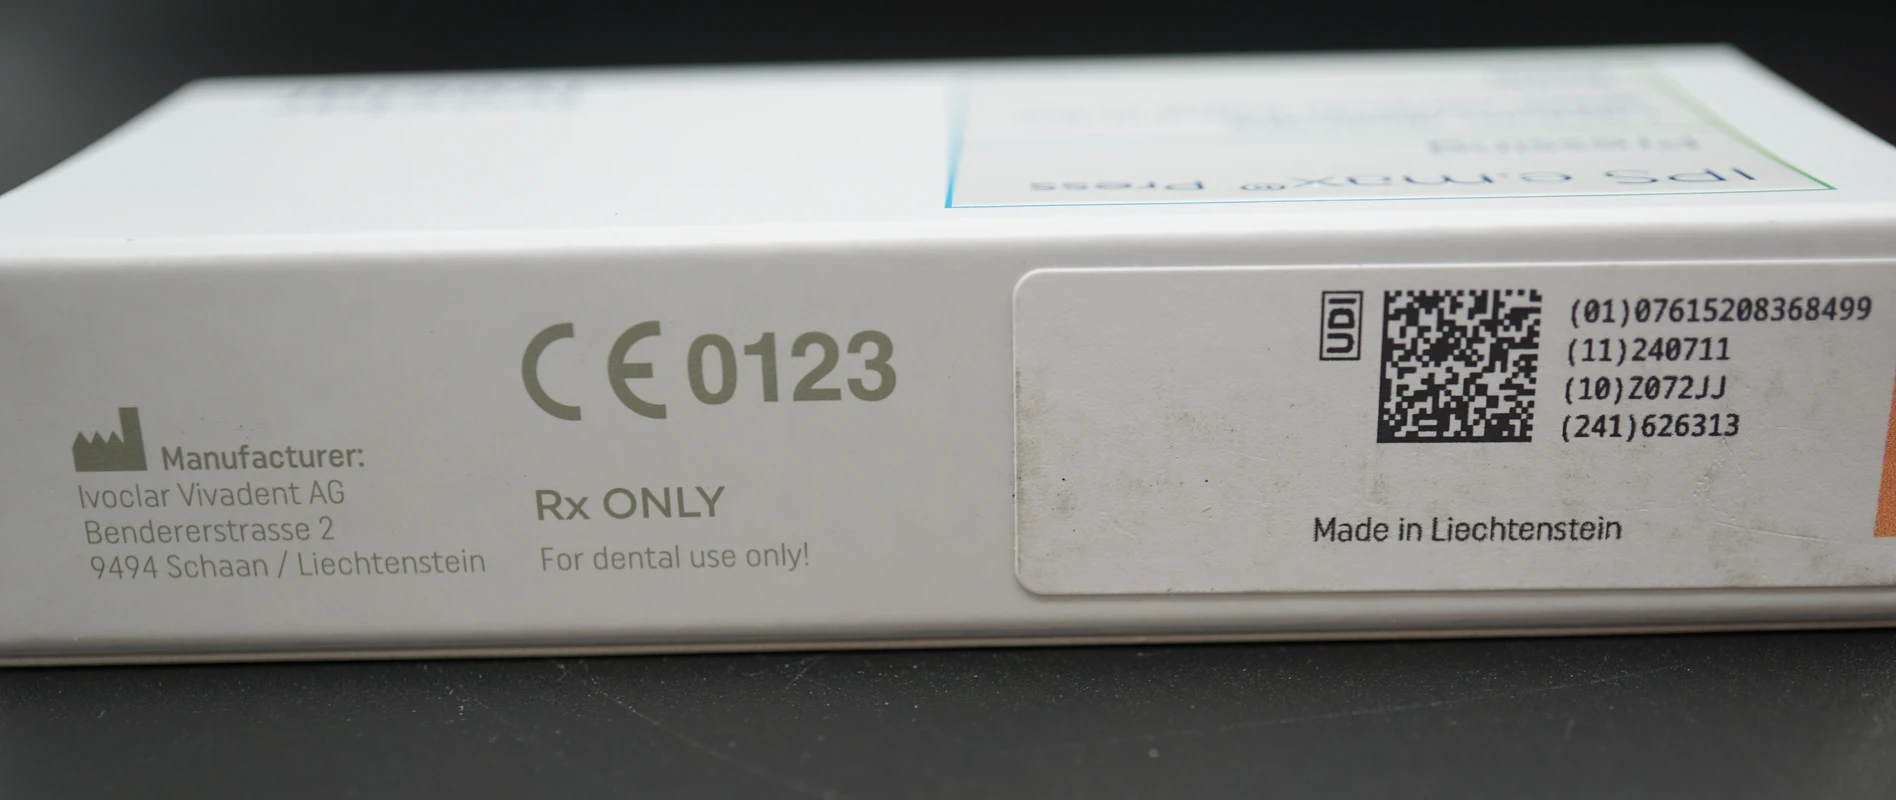 IPS e.max® Press
Pressing
CE 0123
Manufacturer:
Ivoclar Vivadent AG
Bendererstrasse 2
9494 Schaan / Liechtenstein
Rx ONLY
For dental use only!
UDI
(01)07615208368499
(11)240711
(10)Z072JJ
(241)626313
Made in Liechtenstein